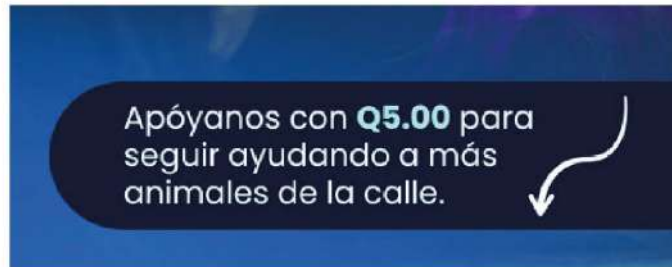 Apóyanos con Q5.00 para
seguir ayudando a más
animales de la calle.